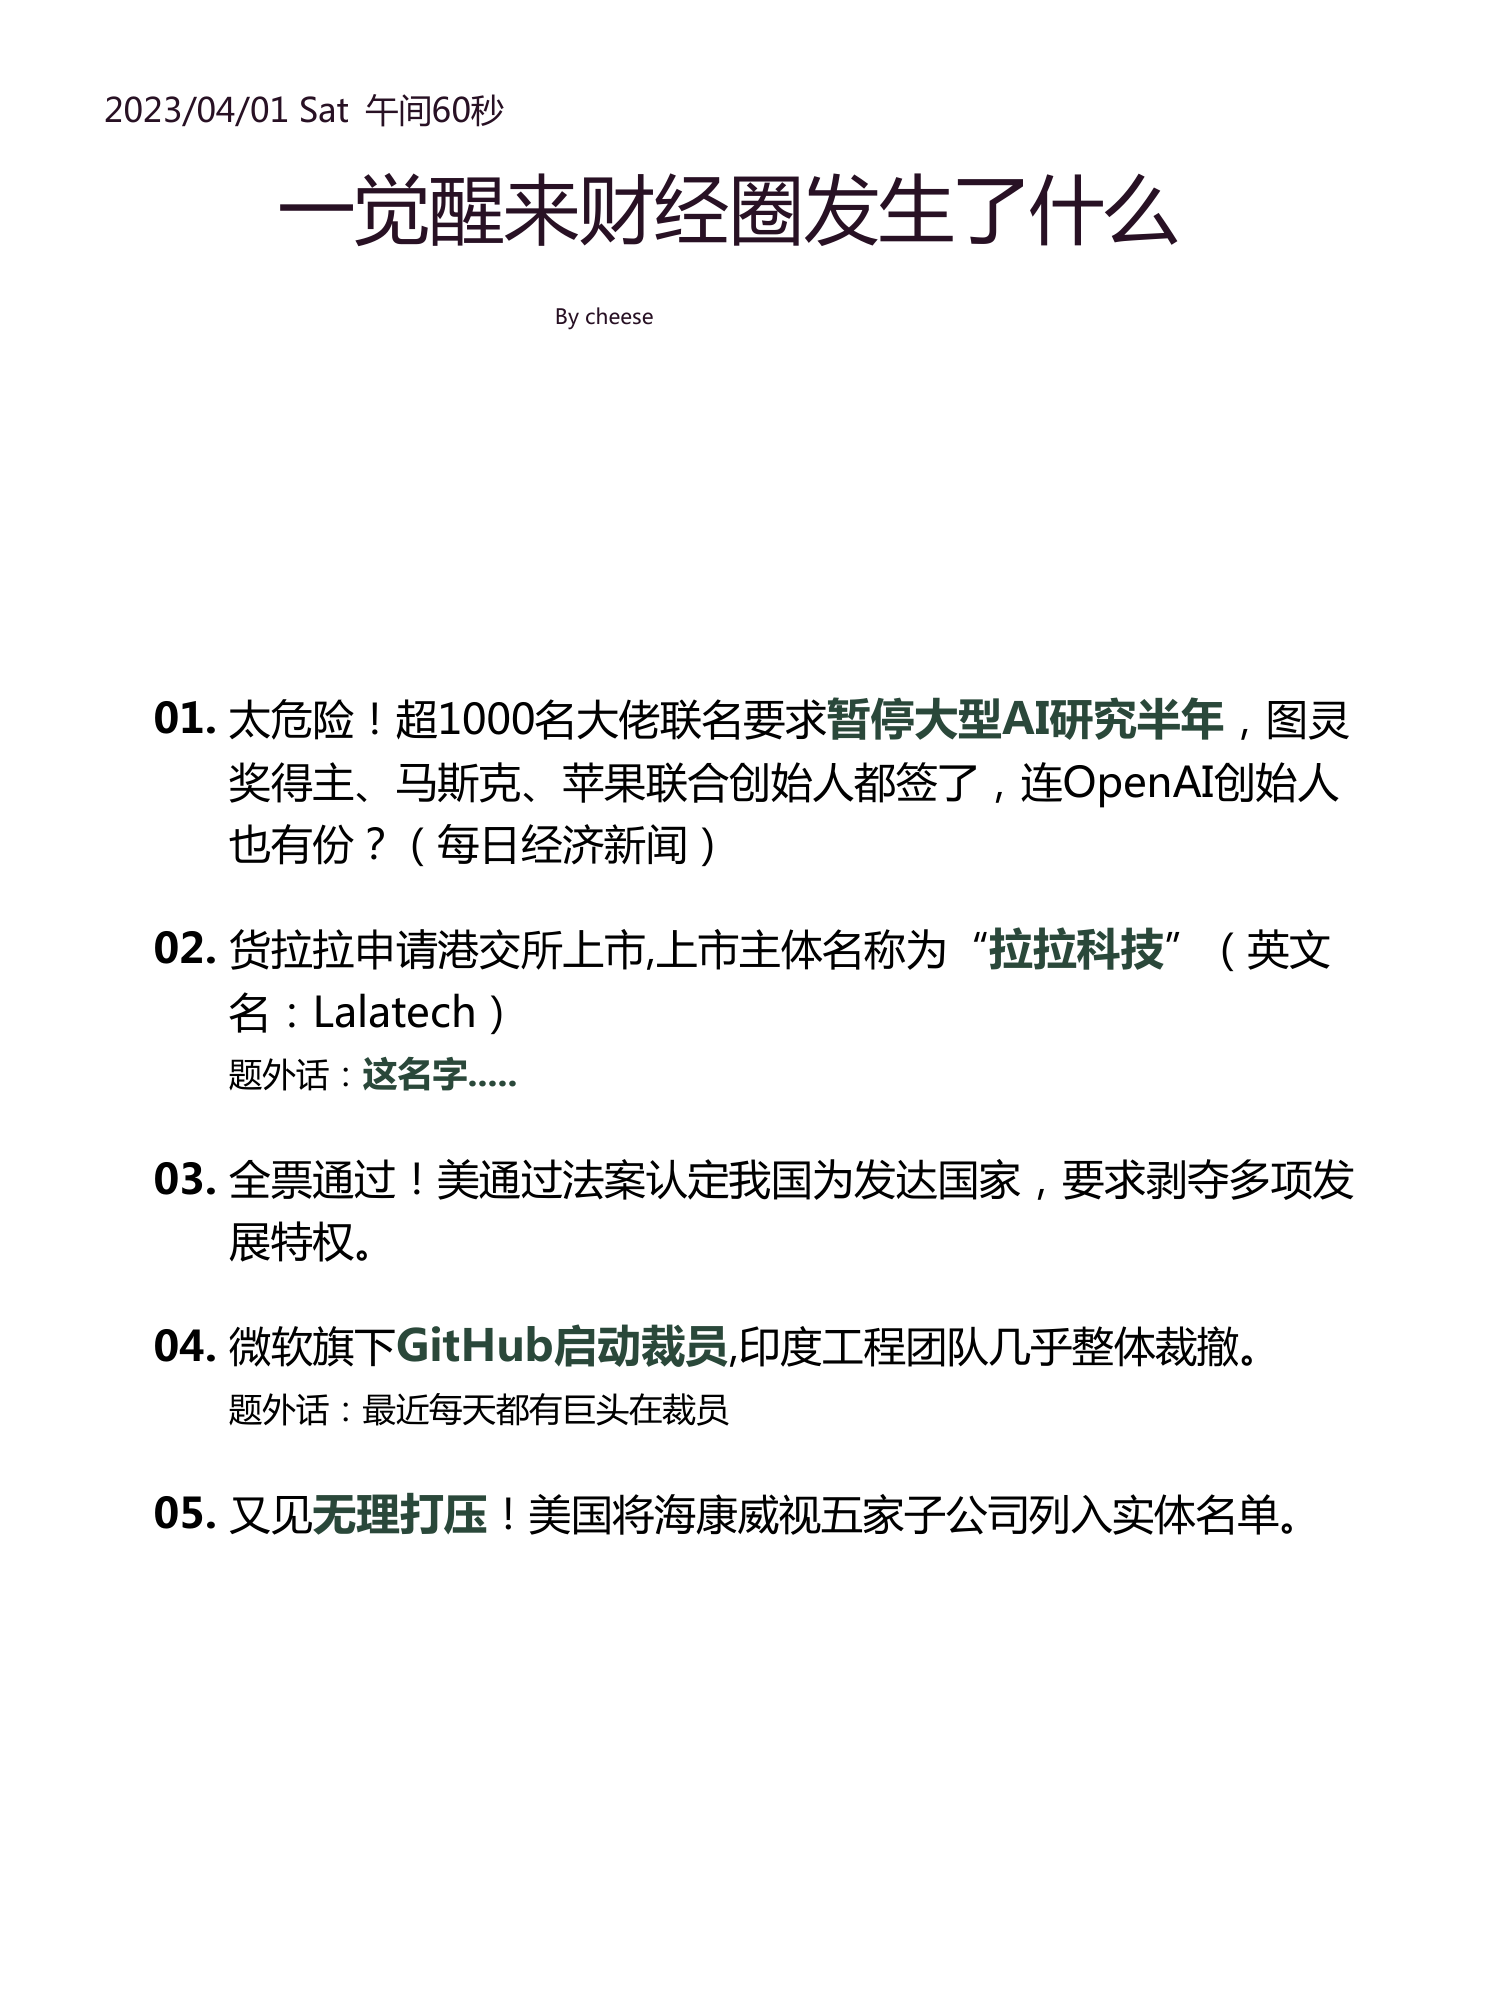 2023/04/01 Sat 午间60秒
一觉醒来财经圈发生了什么
By cheese
01. 太危险！超1000名大佬联名要求暂停大型AI研究半年，图灵
奖得主、马斯克、苹果联合创始人都签了，连OpenAI创始人
也有份？（每日经济新闻）
02. 货拉拉申请港交所上市,上市主体名称为“拉拉科技”（英文
名：Lalatech）
题外话：这名字.....
03. 全票通过！美通过法案认定我国为发达国家，要求剥夺多项发
展特权。
04. 微软旗下GitHub启动裁员,印度工程团队几乎整体裁撤。
题外话：最近每天都有巨头在裁员
05. 又见无理打压！美国将海康威视五家子公司列入实体名单。